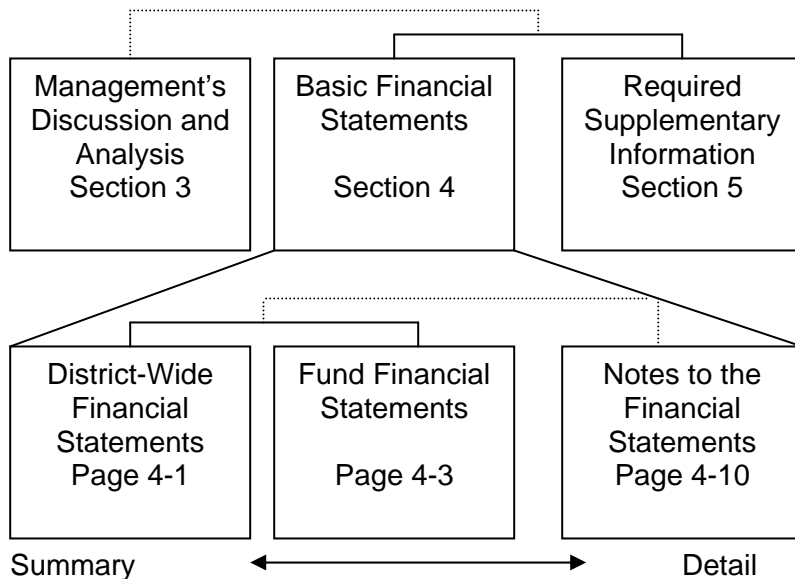 Management’s
Discussion and
Analysis
Section 3
Basic Financial
Statements
Section 4
Required
Supplementary
Information
Section 5
District-Wide
Financial
Statements
Page 4-1
Fund Financial
Statements
Page 4-3
Notes to the
Financial
Statements
Page 4-10
Summary
Detail